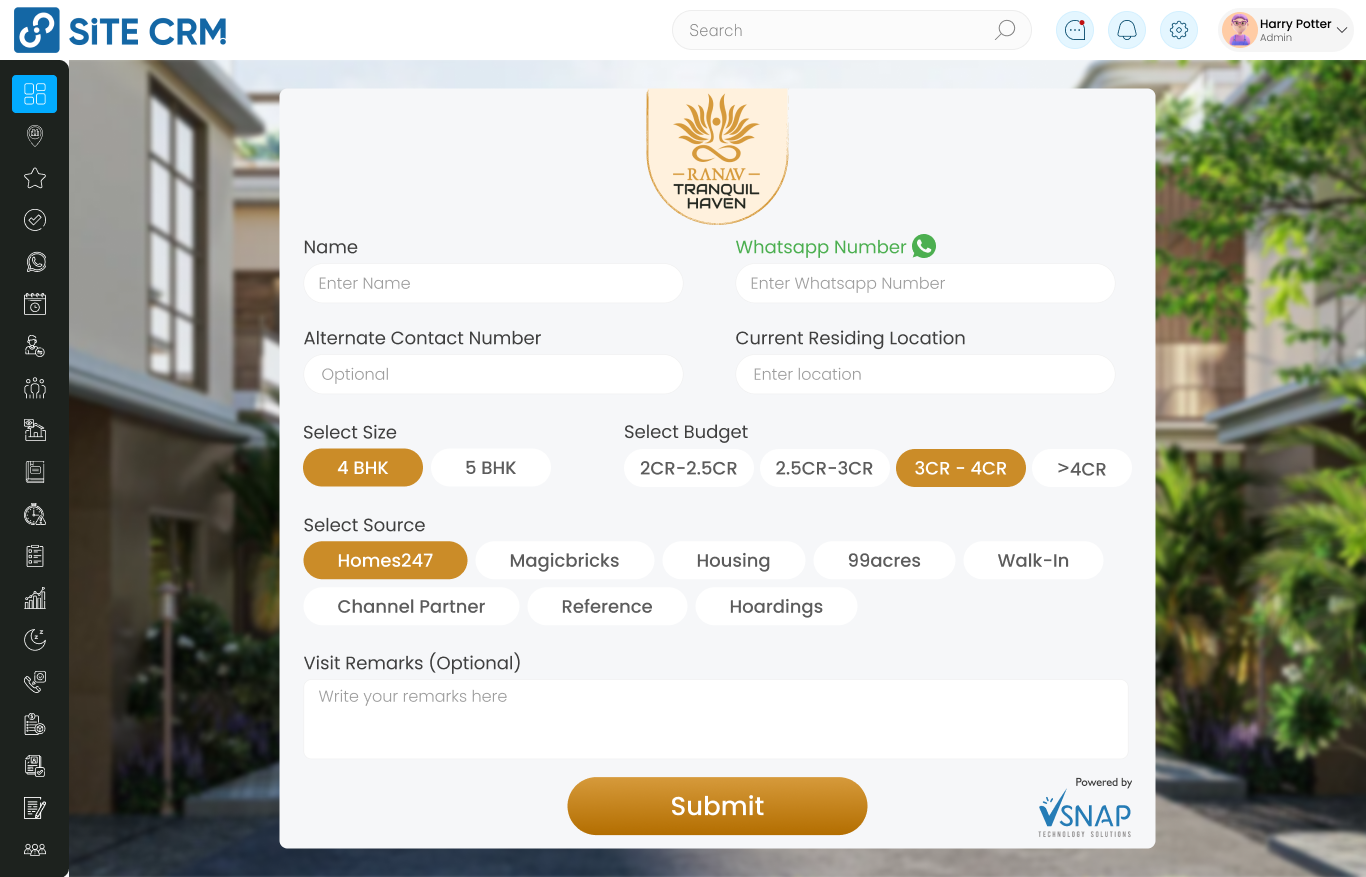 SiTE CRM
Search
Harry Potter
Admin
RANAV
TRANQUIL
HAVEN
Name
Whatsapp Number
Enter Name
Enter Whatsapp Number
Alternate Contact Number
Current Residing Location
Optional
Enter location
Select Size
Select Budget
4 BHK
5 BHK
2CR-2.5CR
2.5CR-3CR
3CR - 4CR
>4CR
Select Source
Homes247
Magicbricks
Housing
99acres
Walk-In
Channel Partner
Reference
Hoardings
Visit Remarks (Optional)
Write your remarks here
Submit
Powered by
VSNAP
TECHNOLOGY SOLUTIONS